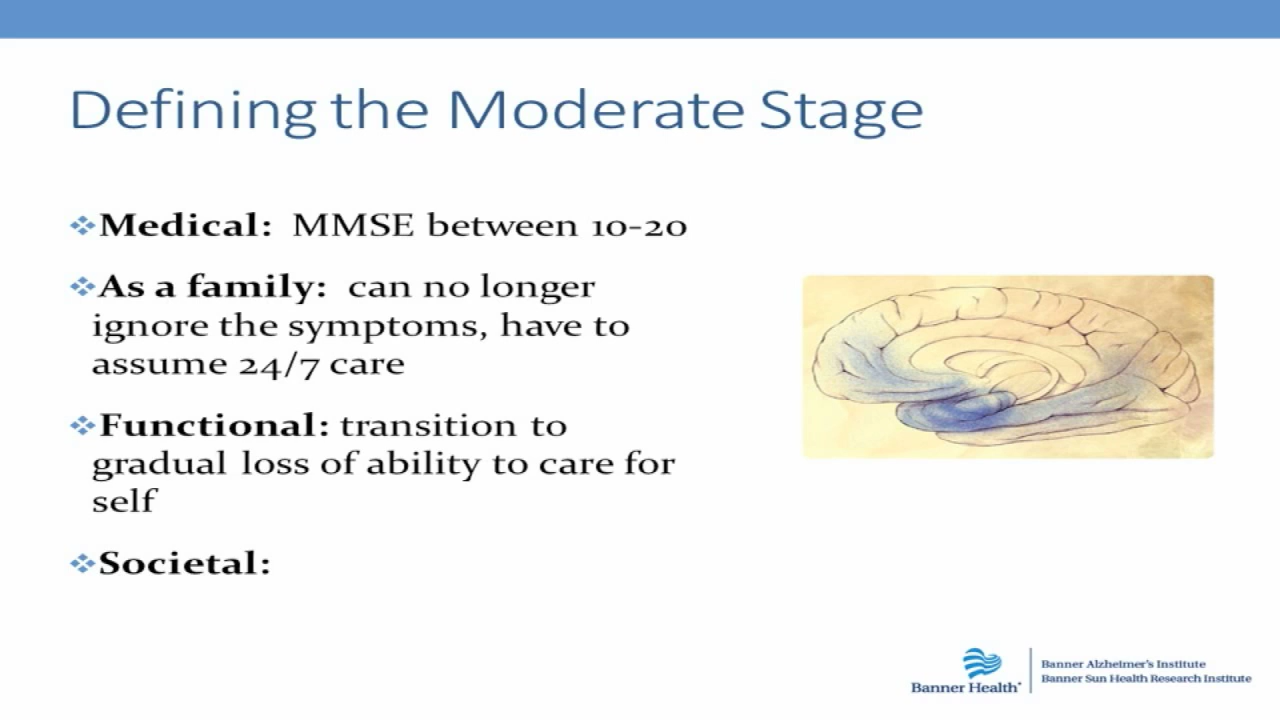 Defining the Moderate Stage
❖Medical: MMSE between 10-20
❖As a family: can no longer
ignore the symptoms, have to
assume 24/7 care
❖Functional: transition to
gradual loss of ability to care for
self
❖Societal:
Banner Health
Banner Alzheimer's Institute
Banner Sun Health Research Institute